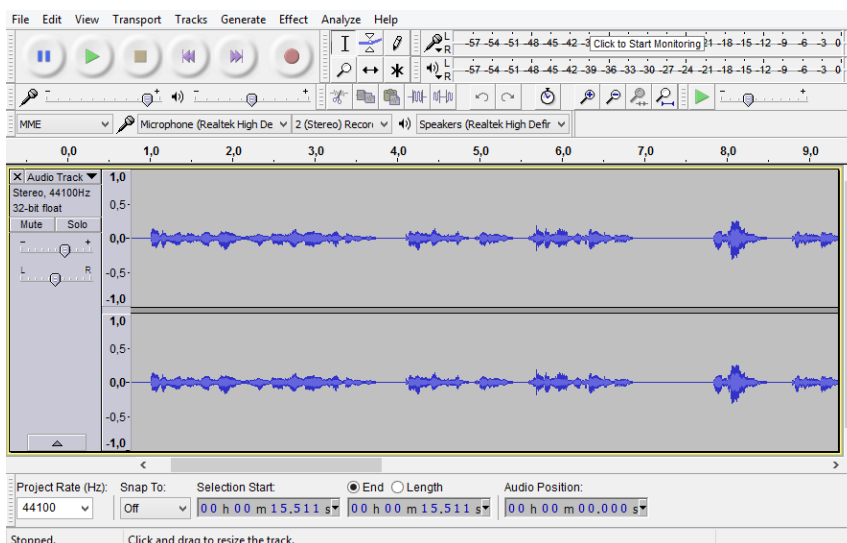 File Edit View Transport Tracks Generate Effect Analyze Help
L
R
-57 -54 -51 -48 -45 -42 -3 Click to Start Monitoring 21 -18 -15 -12 -9 -6 -3 0
L
R
-57 -54 -51 -48 -45 -42 -39 -36 -33 -30 -27 -24 -21 -18 -15 -12 -9 -6 -3 0
MME Microphone (Realtek High De 2 (Stereo) Recor Speakers (Realtek High Defir
0,0 1,0 2,0 3,0 4,0 5,0 6,0 7,0 8,0 9,0
X Audio Track 1,0
Stereo, 44100Hz
32-bit float 0,5-
Mute Solo
- + 0,0-
L R -0,5-
-1,0
1,0
0,5-
0,0-
-0,5-
-1,0
Project Rate (Hz): Snap To: Selection Start: End Length Audio Position:
44100 Off 00 h 00 m 15.511 s 00 h 00 m 15.511 s 00 h 00 m 00.000 s
Stopped. Click and drag to resize the track.